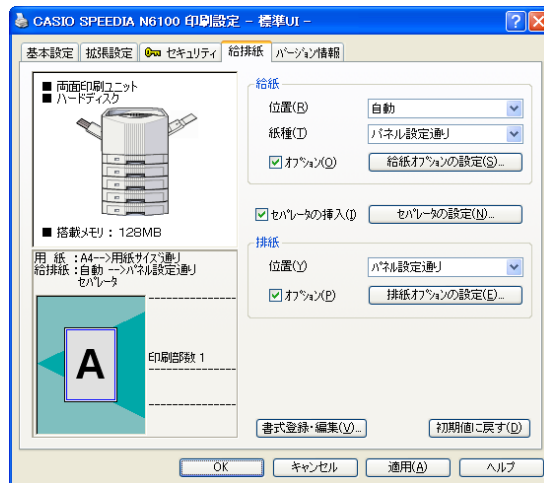 CASIO SPEEDIA N6100 印刷設定 - 標準UI -
基本設定 拡張設定 セキュリティ 給排紙 バージョン情報
■ 両面印刷ユニット
■ ハードディスク
■ 搭載メモリ: 128MB
用 紙 : A4-->用紙サイズ通り
給排紙 : 自動 -->パネル設定通り
セパレータ
A
印刷部数 1
給紙
位置(R) 自動
紙種(T) パネル設定通り
オプション(O) 給紙オプションの設定(S)...
セパレータの挿入(I) セパレータの設定(N)...
排紙
位置(Y) パネル設定通り
オプション(P) 排紙オプションの設定(E)...
書式登録・編集(V)... 初期値に戻す(D)
OK キャンセル 適用(A) ヘルプ